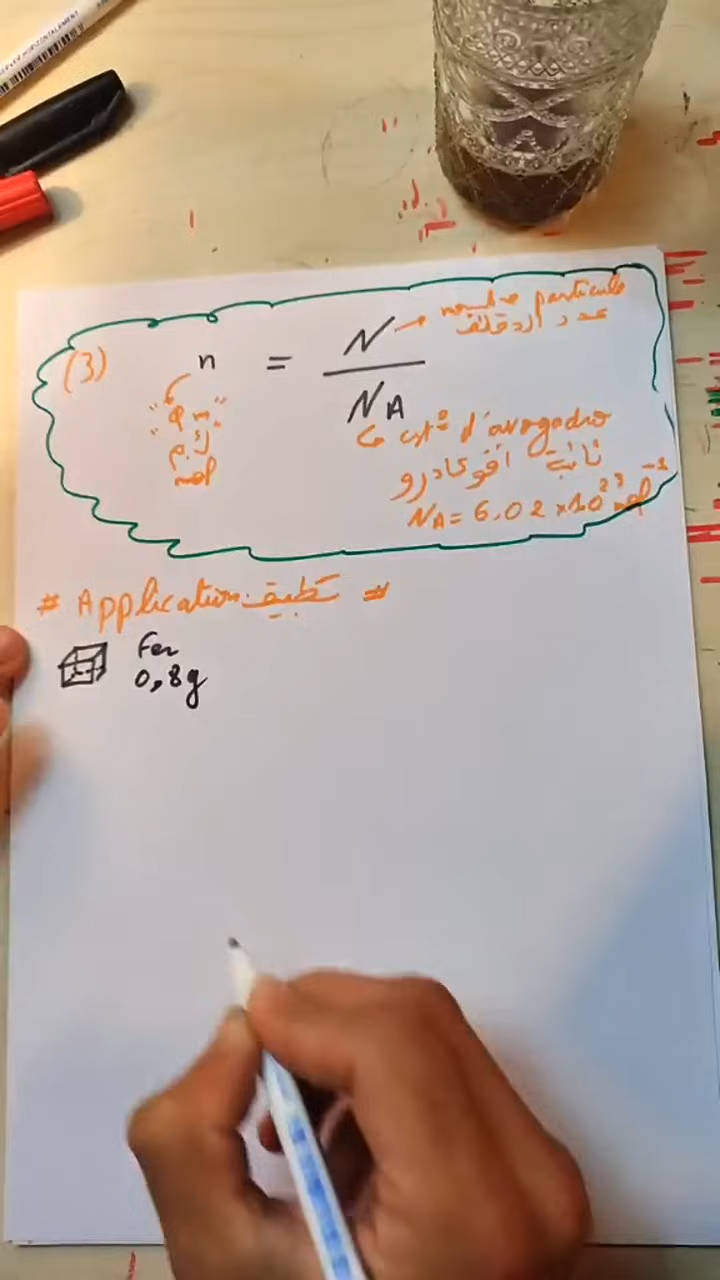 (3) n = N / NA
→ nombre particule
عدد الدقائق
"Q m"
mol
cste d'avogadro
ثابتة افوكادرو
NA = 6,02 × 10²³ mol⁻¹
# Application تطبيق #
Fer
0,8g